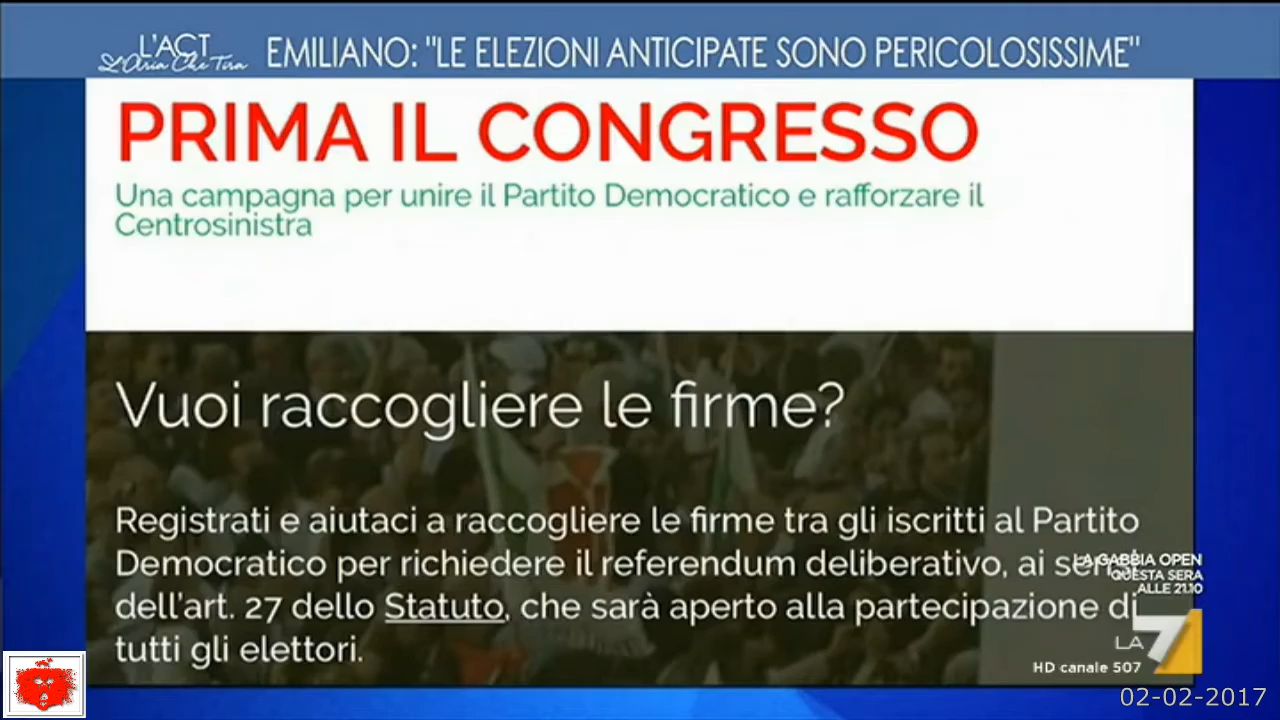 L'ACT
L'Aria Che Tira
EMILIANO: "LE ELEZIONI ANTICIPATE SONO PERICOLOSISSIME"
PRIMA IL CONGRESSO
Una campagna per unire il Partito Democratico e rafforzare il
Centrosinistra
Vuoi raccogliere le firme?
Registrati e aiutaci a raccogliere le firme tra gli iscritti al Partito
Democratico per richiedere il referendum deliberativo, ai sensi
dell'art. 27 dello Statuto, che sarà aperto alla partecipazione di
tutti gli elettori.
LA GABBIA OPEN
QUESTA SERA
ALLE 21.10
LA 7
HD canale 507
02-02-2017